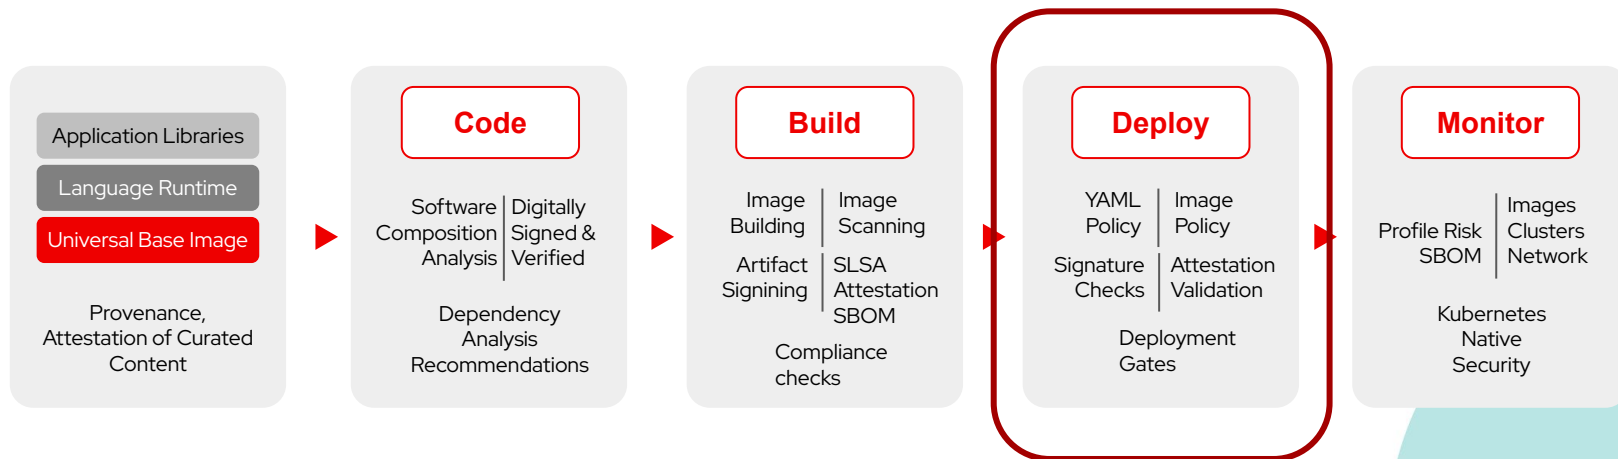 Application Libraries
Language Runtime
Universal Base Image
Provenance,
Attestation of Curated
Content
Code
Software
Composition
Analysis
Digitally
Signed &
Verified
Dependency
Analysis
Recommendations
Build
Image
Building
Image
Scanning
Artifact
Signining
SLSA
Attestation
SBOM
Compliance
checks
Deploy
YAML
Policy
Image
Policy
Signature
Checks
Attestation
Validation
Deployment
Gates
Monitor
Profile Risk
SBOM
Images
Clusters
Network
Kubernetes
Native
Security